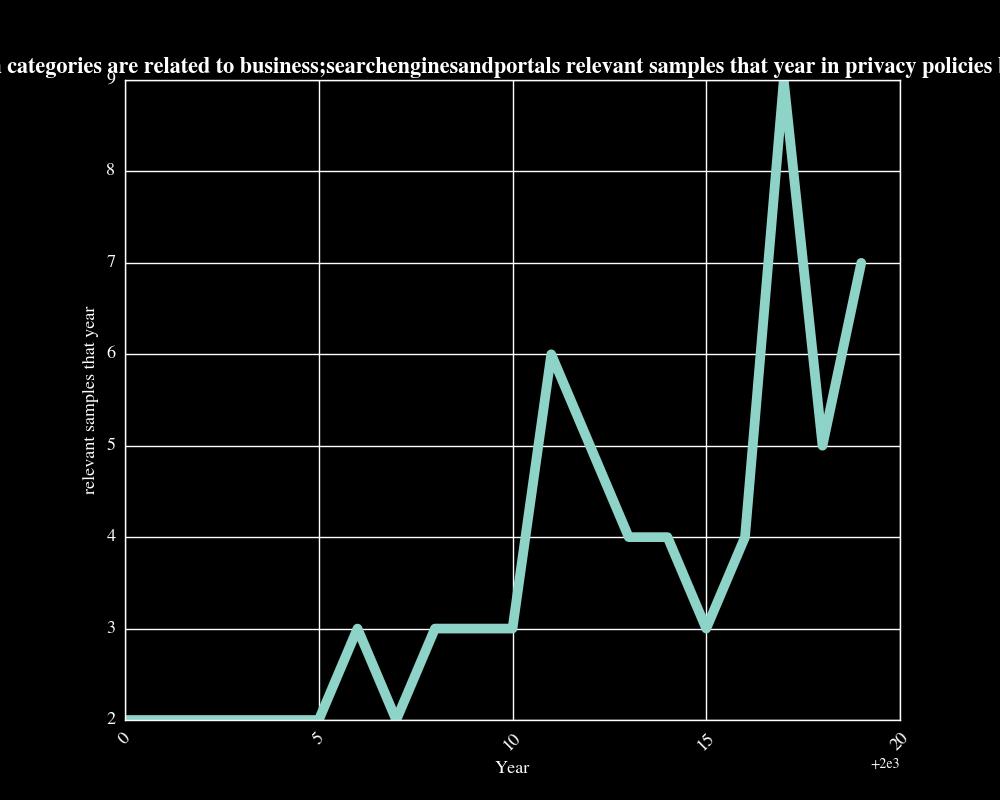 categories are related to business;searchenginesandportals relevant samples that year in privacy policies
9
8
7
6
5
4
3
2
relevant samples that year
0 5 10 15 20
Year
+2e3